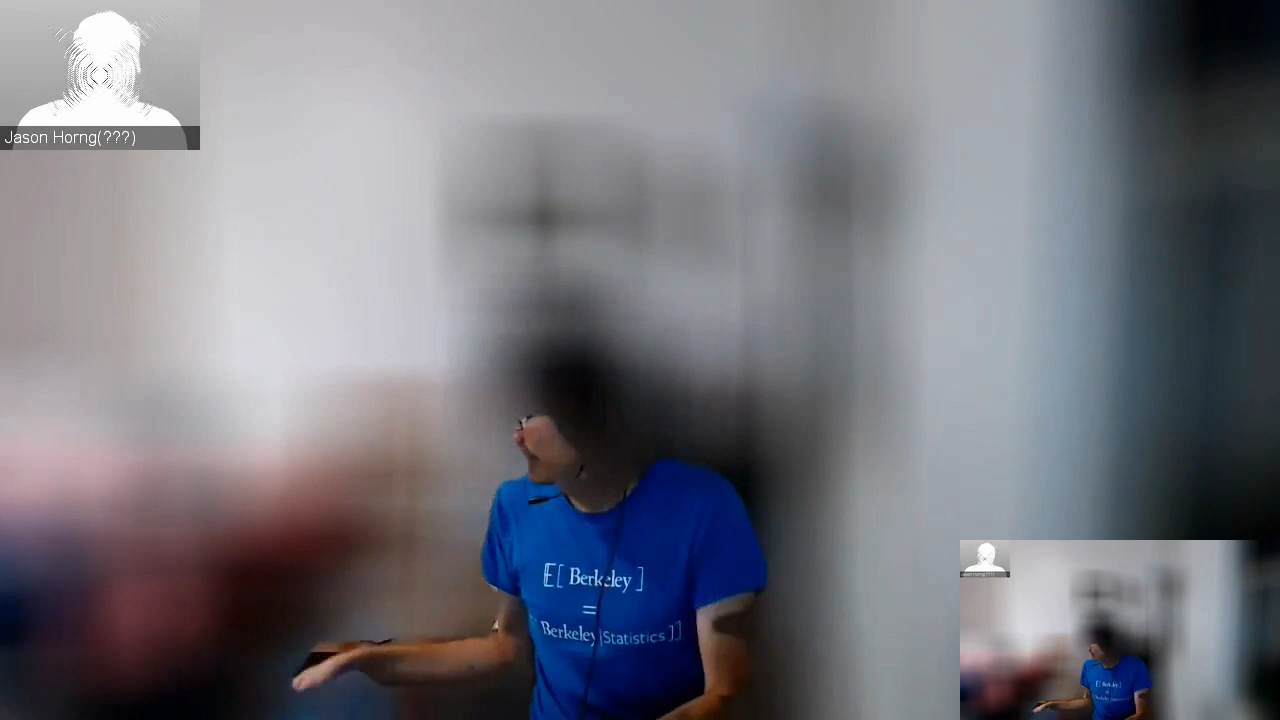 Jason Horng(???)
𝔼[ Berkeley ]
=
[ Berkeley|Statistics ]]